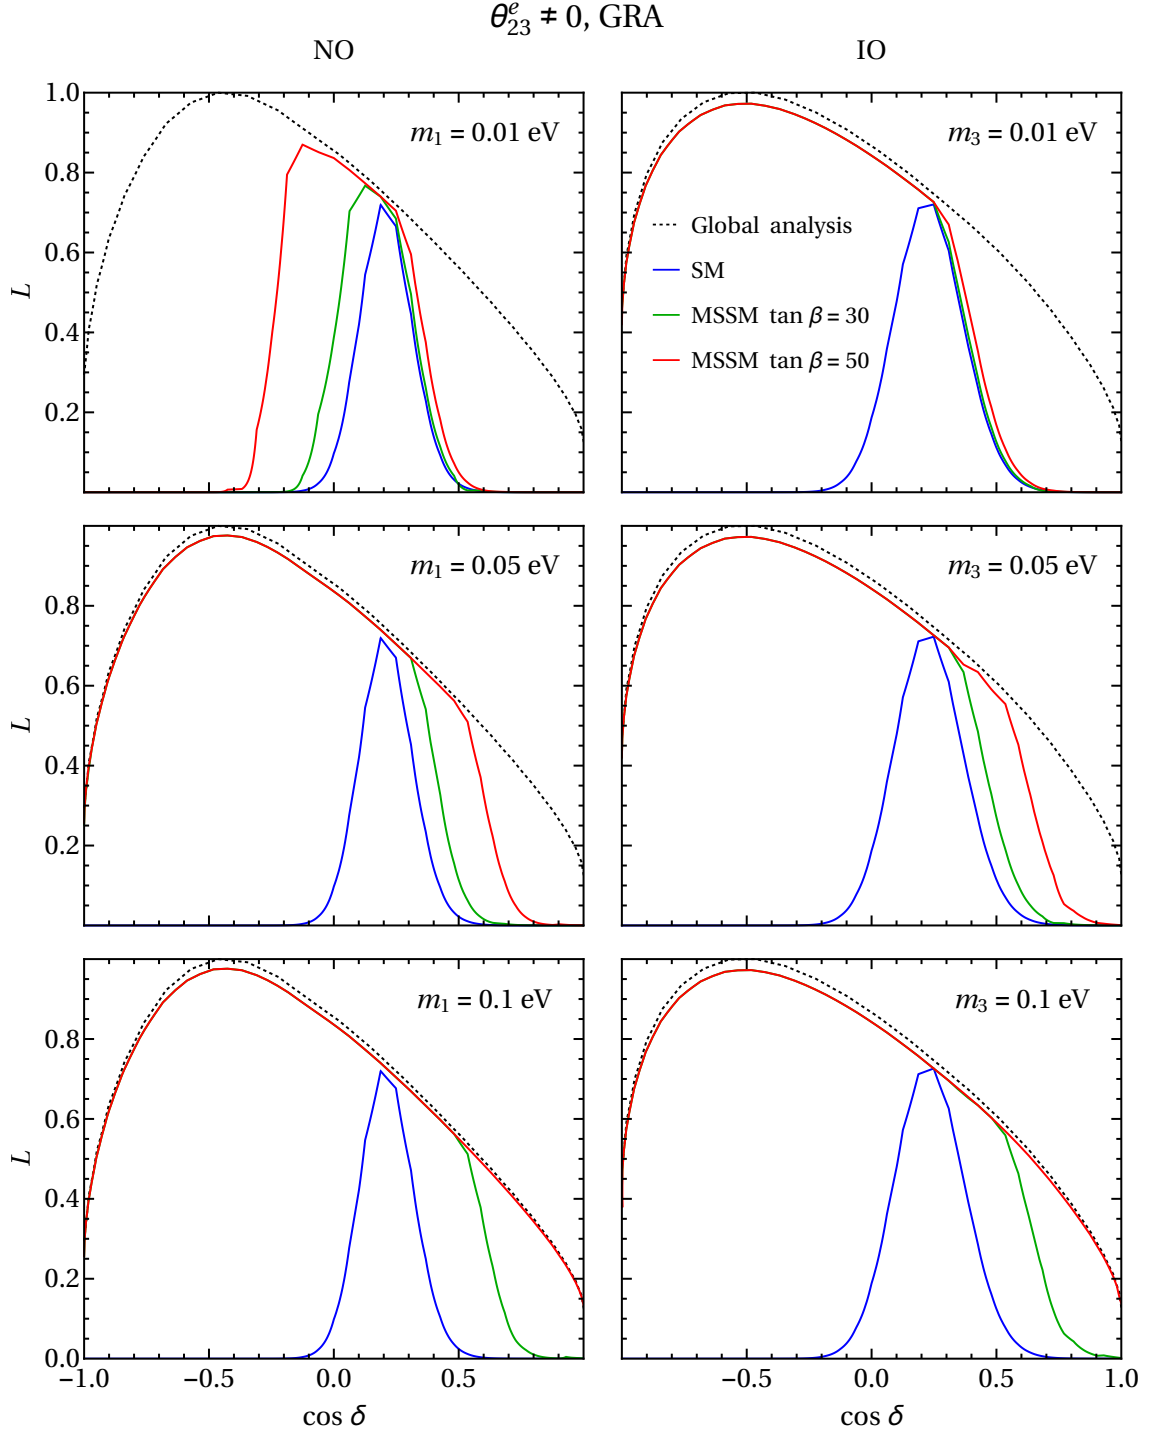 θ^e_23 ≠ 0, GRA
NO IO
1.0
0.8
0.6
0.4
0.2
L
m₁ = 0.01 eV
m₃ = 0.01 eV
Global analysis
SM
MSSM tan β = 30
MSSM tan β = 50
0.8
0.6
0.4
0.2
L
m₁ = 0.05 eV
m₃ = 0.05 eV
0.8
0.6
0.4
0.2
0.0
L
m₁ = 0.1 eV
m₃ = 0.1 eV
−1.0 −0.5 0.0 0.5
−0.5 0.0 0.5 1.0
cos δ
cos δ